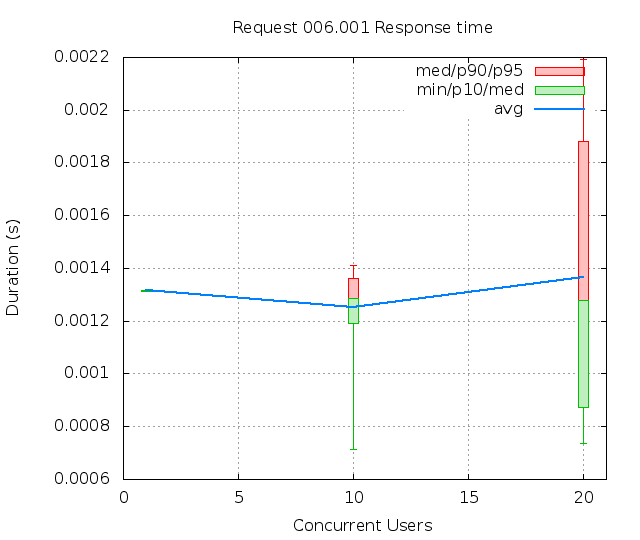 Request 006.001 Response time
0.0022
0.002
0.0018
0.0016
0.0014
0.0012
0.001
0.0008
0.0006
Duration (s)
med/p90/p95
min/p10/med
avg
0 5 10 15 20
Concurrent Users